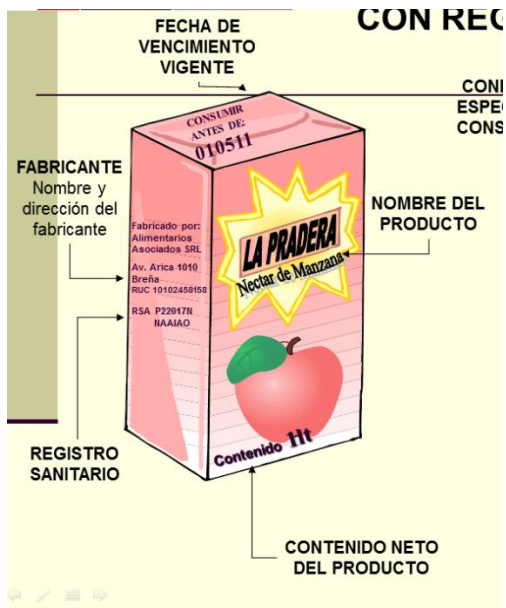 CON REG
FECHA DE
VENCIMIENTO
VIGENTE
CONSUMIR
ANTES DE:
010511
FABRICANTE
Nombre y
dirección del
fabricante
Fabricado por:
Alimentarios
Asociados SRL
Av. Arica 1010
Breña
RUC 10102458158
RSA P22017N
NAAIAO
LA PRADERA
Nectar de Manzana
NOMBRE DEL
PRODUCTO
ESPE
CONS
REGISTRO
SANITARIO
Contenido 1lt
CONTENIDO NETO
DEL PRODUCTO